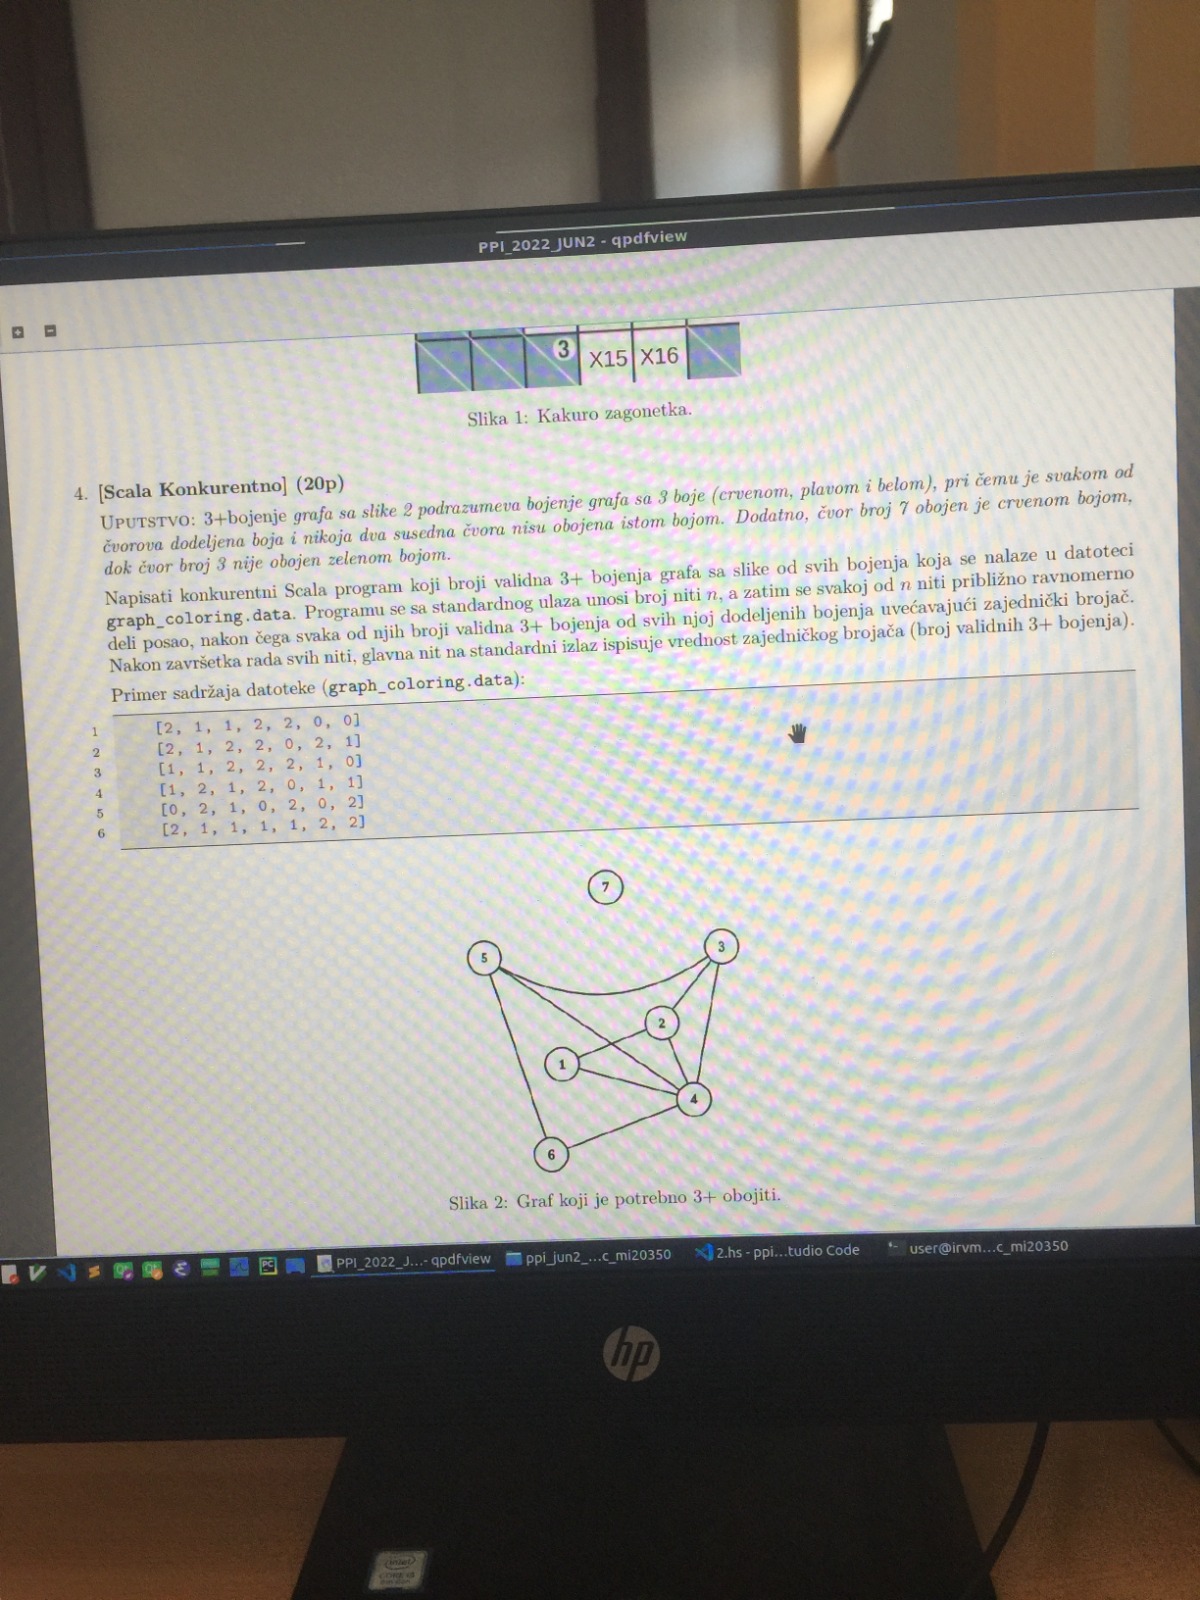 PPI_2022_JUN2 - qpdfview
3 X15 X16
Slika 1: Kakuro zagonetka.
4. [Scala Konkurentno] (20p)
UPUTSTVO: 3+bojenje grafa sa slike 2 podrazumeva bojenje grafa sa 3 boje (crvenom, plavom i belom), pri čemu je svakom od
čvorova dodeljena boja i nikoja dva susedna čvora nisu obojena istom bojom. Dodatno, čvor broj 7 obojen je crvenom bojom,
dok čvor broj 3 nije obojen zelenom bojom.
Napisati konkurentni Scala program koji broji validna 3+ bojenja grafa sa slike od svih bojenja koja se nalaze u datoteci
graph_coloring.data. Programu se sa standardnog ulaza unosi broj niti n, a zatim se svakoj od n niti približno ravnomerno
deli posao, nakon čega svaka od njih broji validna 3+ bojenja od svih njoj dodeljenih bojenja uvećavajući zajednički brojač.
Nakon završetka rada svih niti, glavna nit na standardni izlaz ispisuje vrednost zajedničkog brojača (broj validnih 3+ bojenja).
Primer sadržaja datoteke (graph_coloring.data):
1 [2, 1, 1, 2, 2, 0, 0]
2 [2, 1, 2, 2, 0, 2, 1]
3 [1, 1, 2, 2, 2, 1, 0]
4 [1, 2, 1, 2, 0, 1, 1]
5 [0, 2, 1, 0, 2, 0, 2]
6 [2, 1, 1, 1, 1, 2, 2]
7
5
3
2
1
4
6
Slika 2: Graf koji je potrebno 3+ obojiti.
PPI_2022_J...- qpdfview ppi_jun2_...c_mi20350 2.hs - ppi...tudio Code user@irvm...c_mi20350
hp
intel